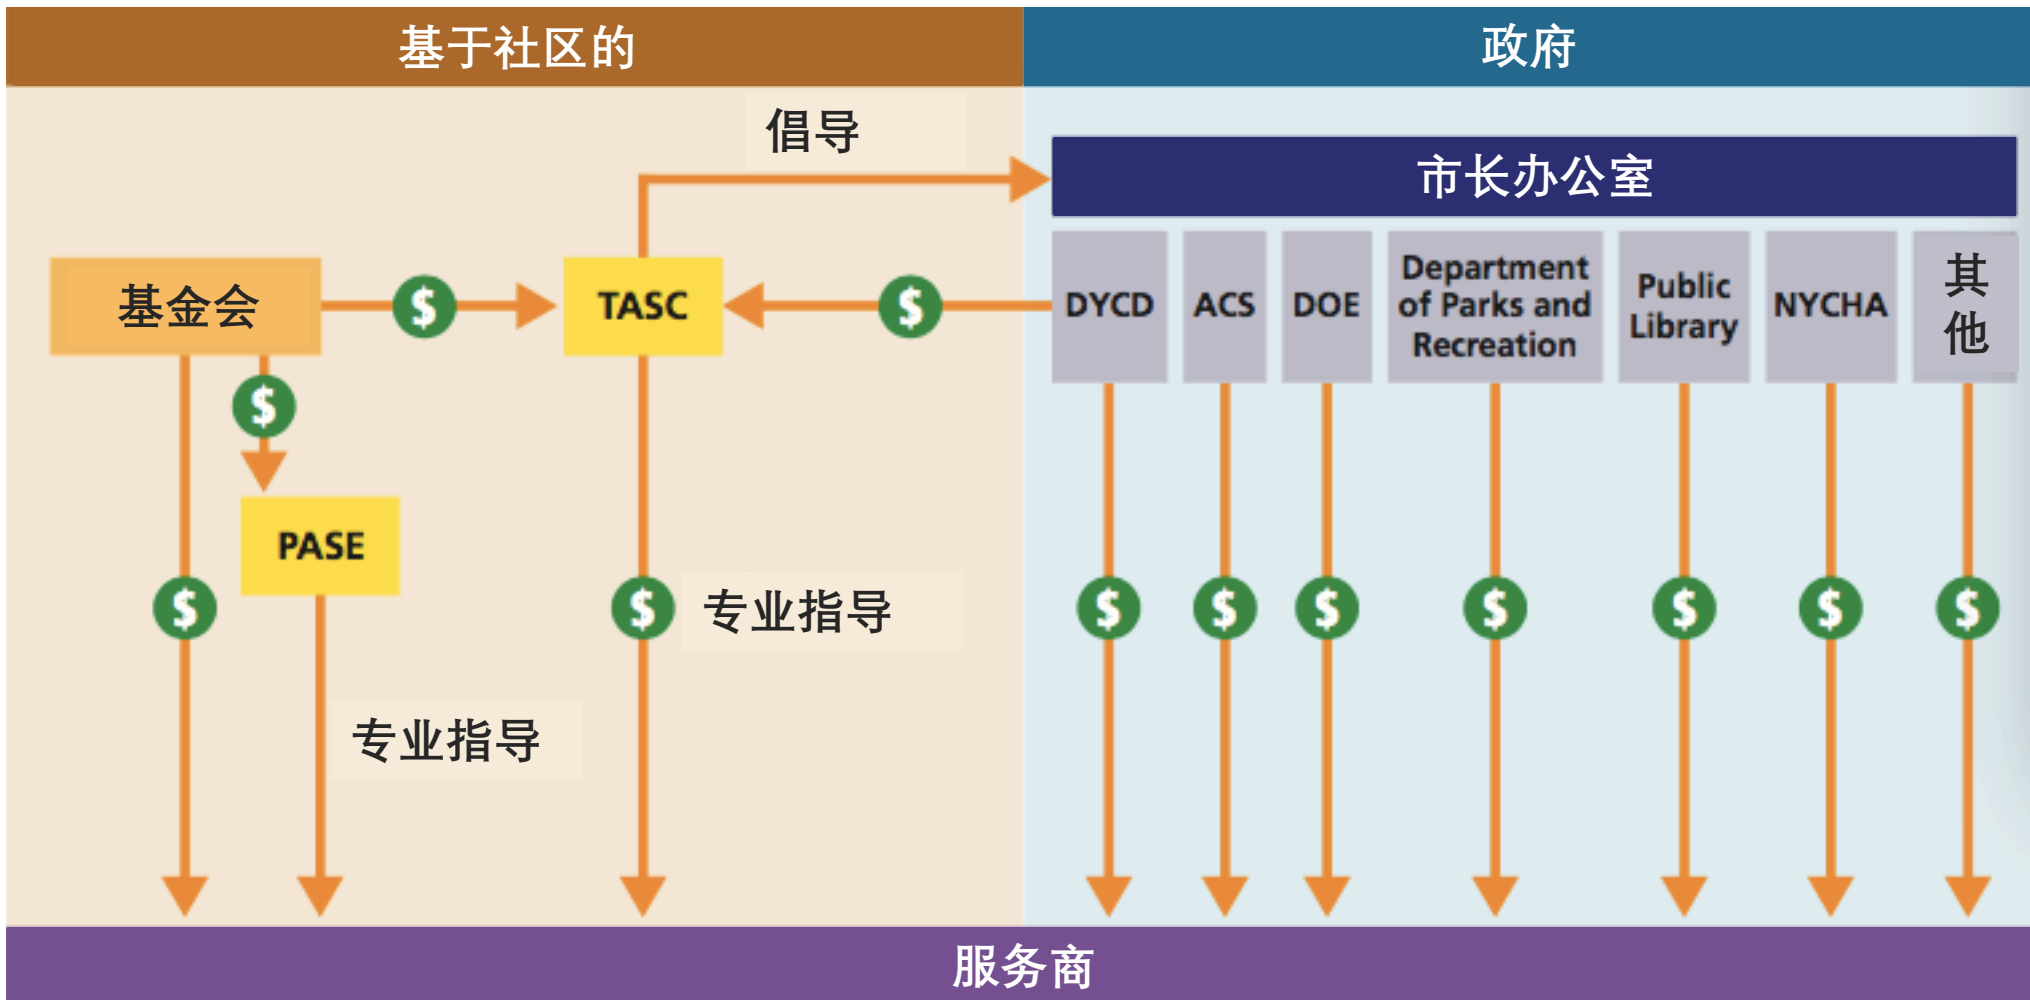 基于社区的
政府
倡导
市长办公室
基金会
$
TASC
$
DYCD
ACS
DOE
Department
of Parks and
Recreation
Public
Library
NYCHA
其
他
$
PASE
$
$
专业指导
$
$
$
$
$
$
$
专业指导
服务商